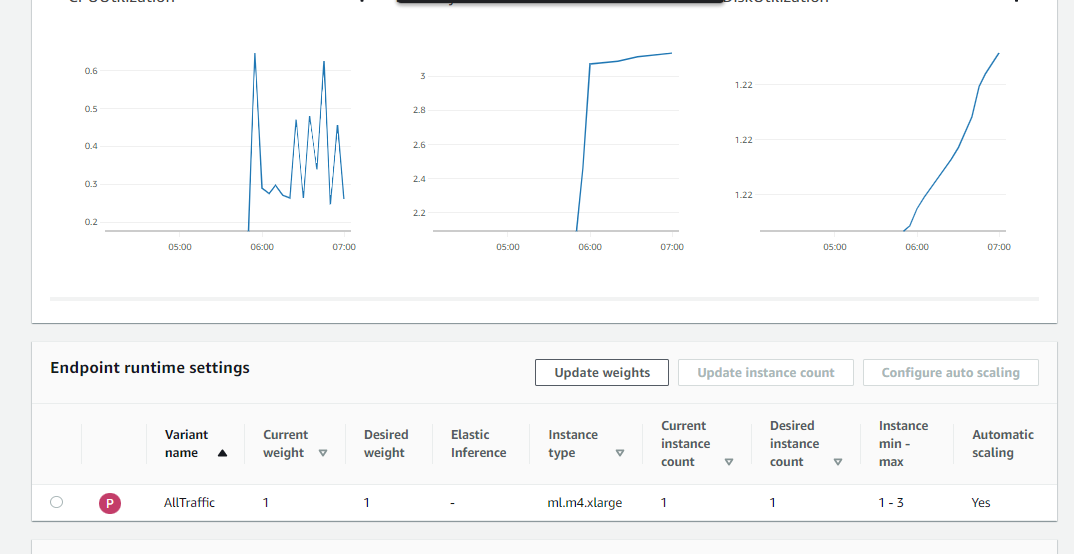 CPUUtilization
DiskUtilization
0.6
0.5
0.4
0.3
0.2
05:00 06:00 07:00
3
2.8
2.6
2.4
2.2
05:00 06:00 07:00
1.22
1.22
1.22
05:00 06:00 07:00
Endpoint runtime settings
Update weights
Update instance count
Configure auto scaling
Variant name
Current weight
Desired weight
Elastic Inference
Instance type
Current instance count
Desired instance count
Instance min - max
Automatic scaling
P AllTraffic 1 1 - ml.m4.xlarge 1 1 1 - 3 Yes